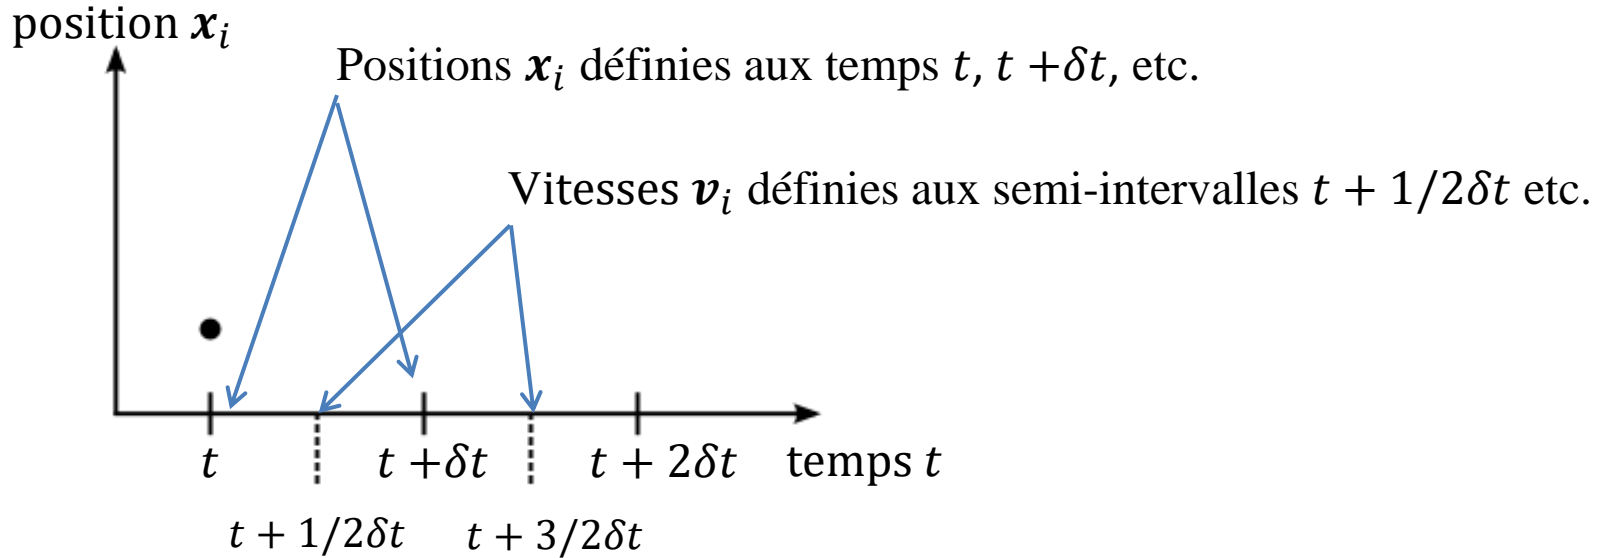 position 𝒙ᵢ
Positions 𝒙ᵢ définies aux temps 𝑡, 𝑡 +𝛿𝑡, etc.
Vitesses 𝒗ᵢ définies aux semi-intervalles 𝑡 + 1/2𝛿𝑡 etc.
𝑡
𝑡 +𝛿𝑡
𝑡 + 2𝛿𝑡
temps 𝑡
𝑡 + 1/2𝛿𝑡
𝑡 + 3/2𝛿𝑡